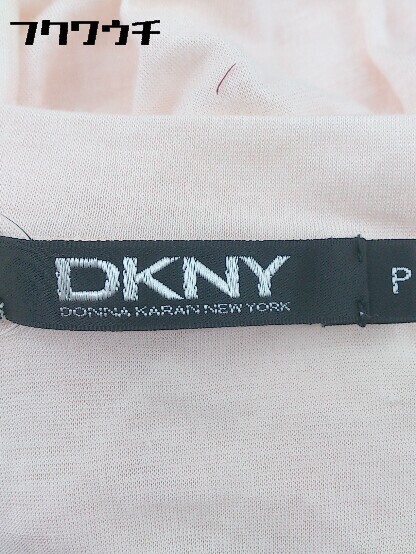 フクワウチ
DKNY
P
DONNA KARAN NEW YORK